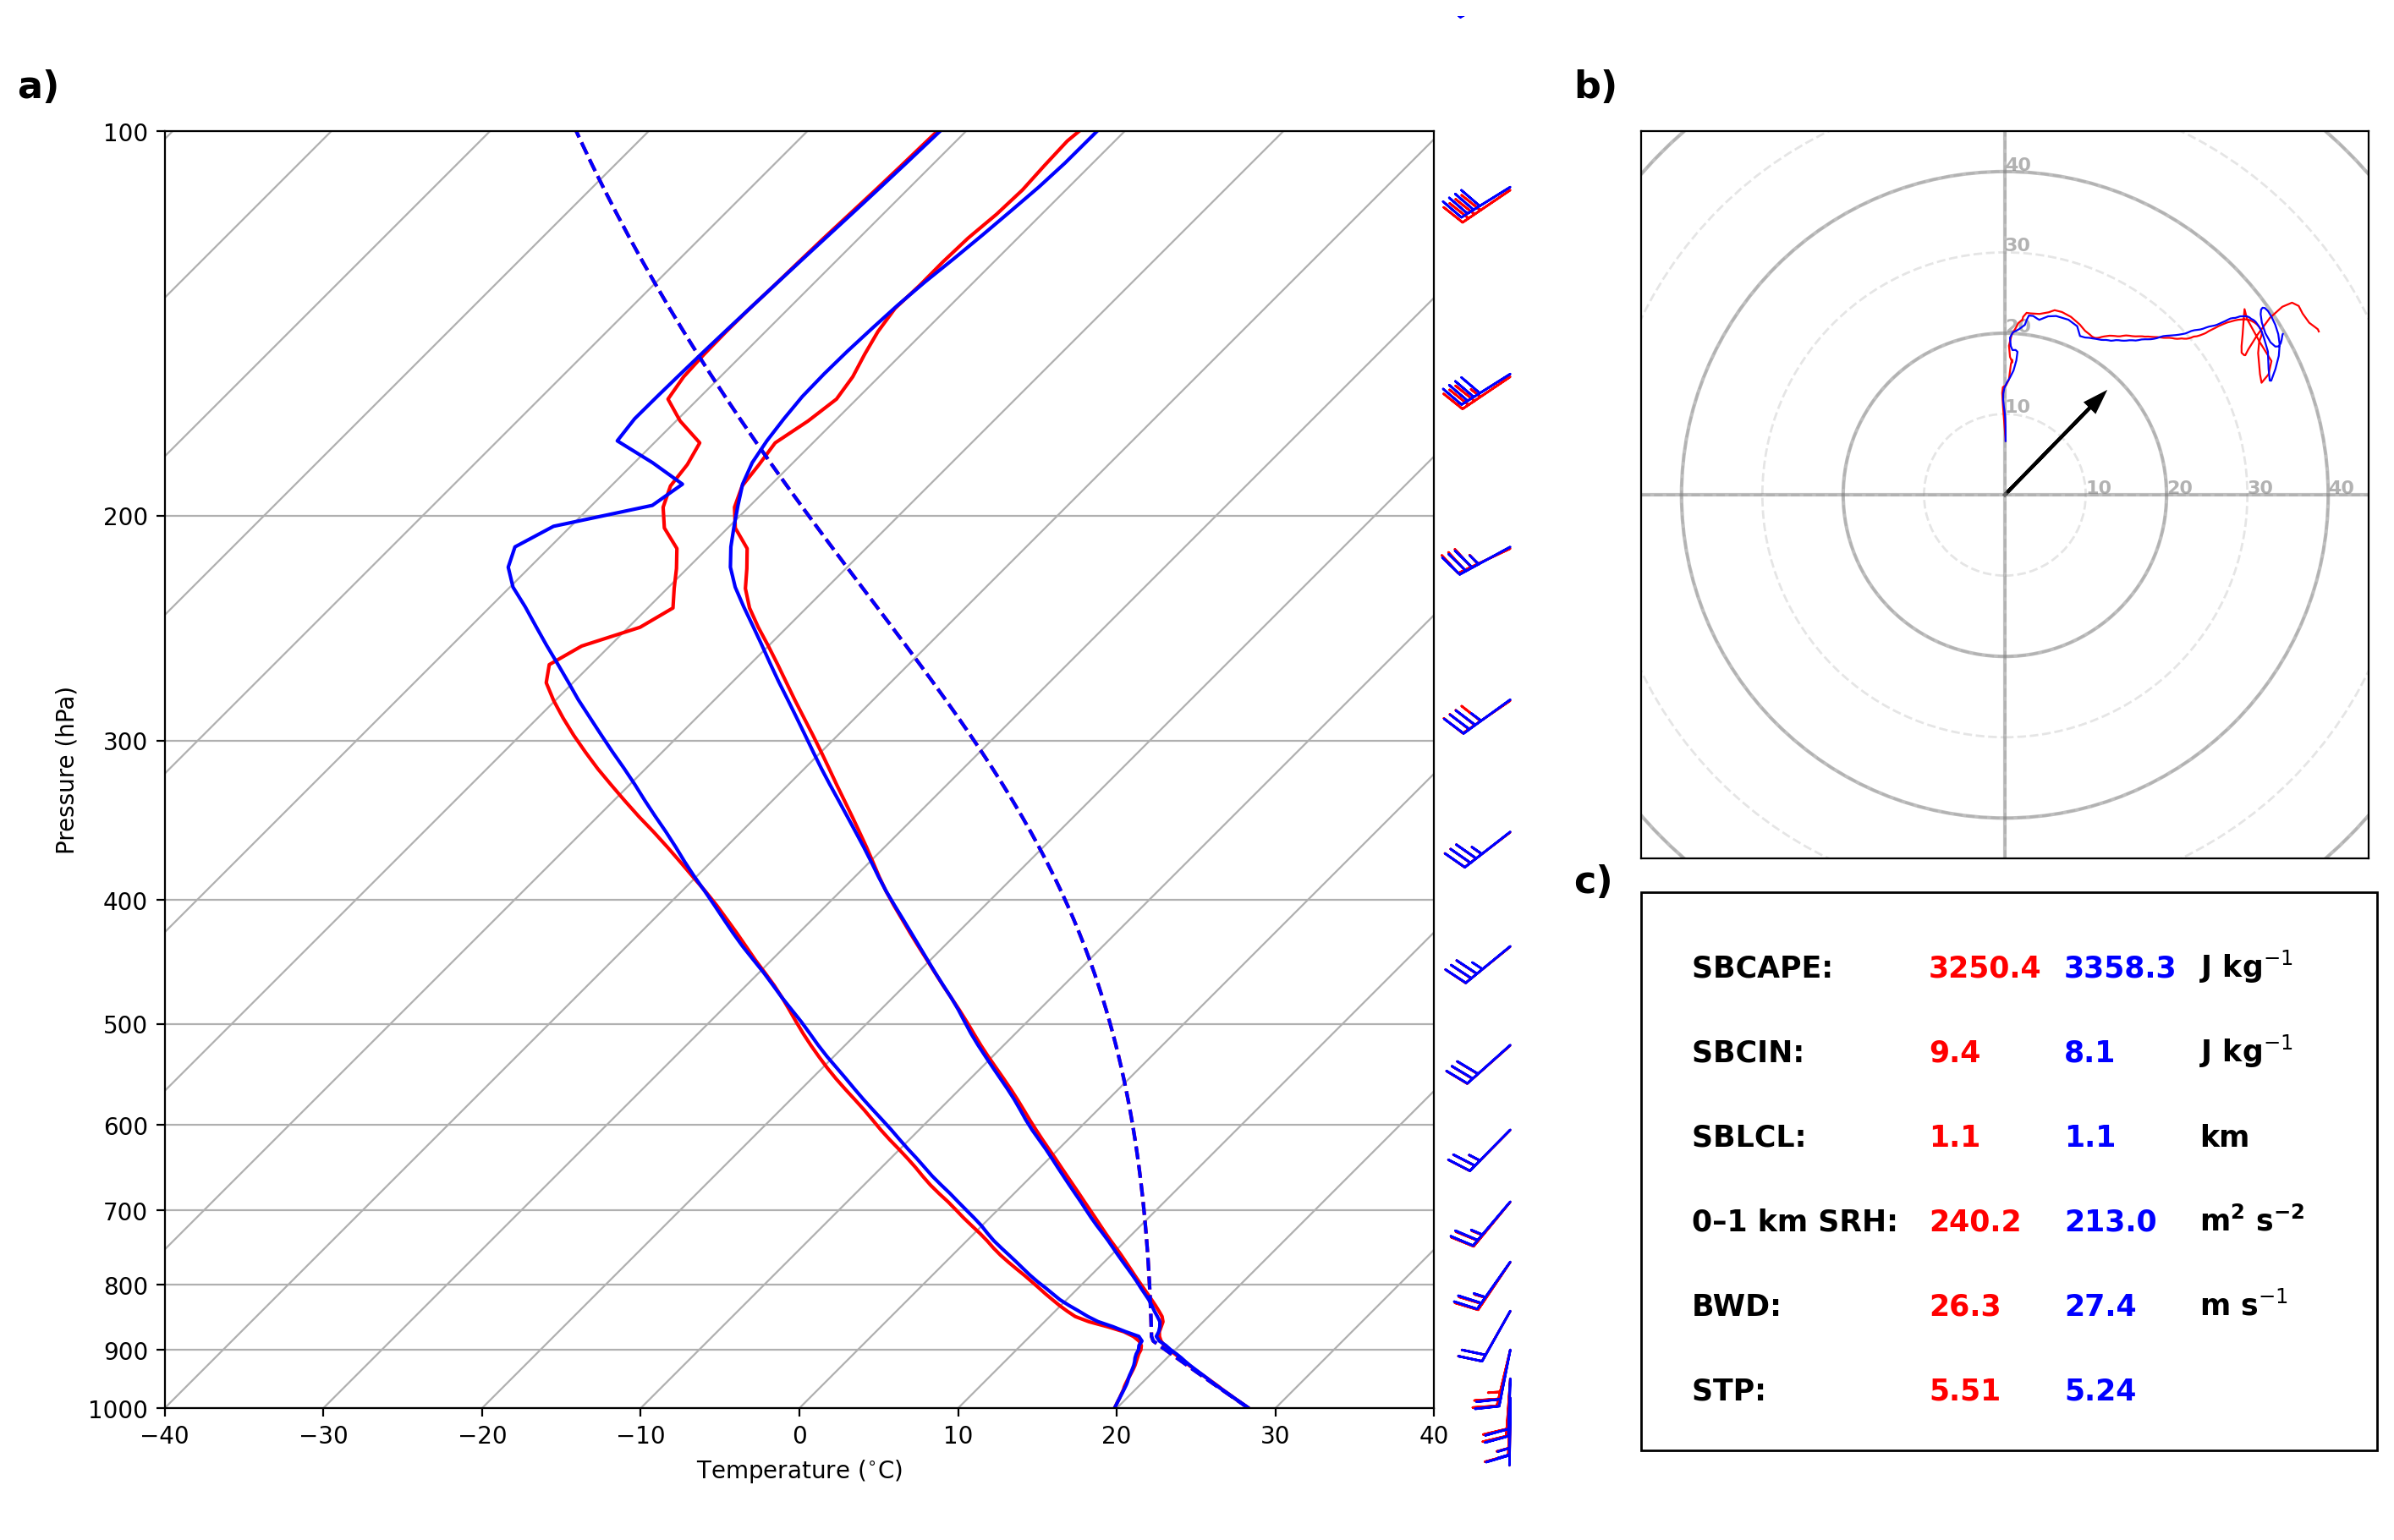 a)
b)
100
200
300
400
500
600
700
800
900
1000
Pressure (hPa)
−40 −30 −20 −10 0 10 20 30 40
Temperature (°C)
40
30
20
10
10 20 30 40
c)
SBCAPE: 3250.4 3358.3 J kg⁻¹
SBCIN: 9.4 8.1 J kg⁻¹
SBLCL: 1.1 1.1 km
0–1 km SRH: 240.2 213.0 m² s⁻²
BWD: 26.3 27.4 m s⁻¹
STP: 5.51 5.24